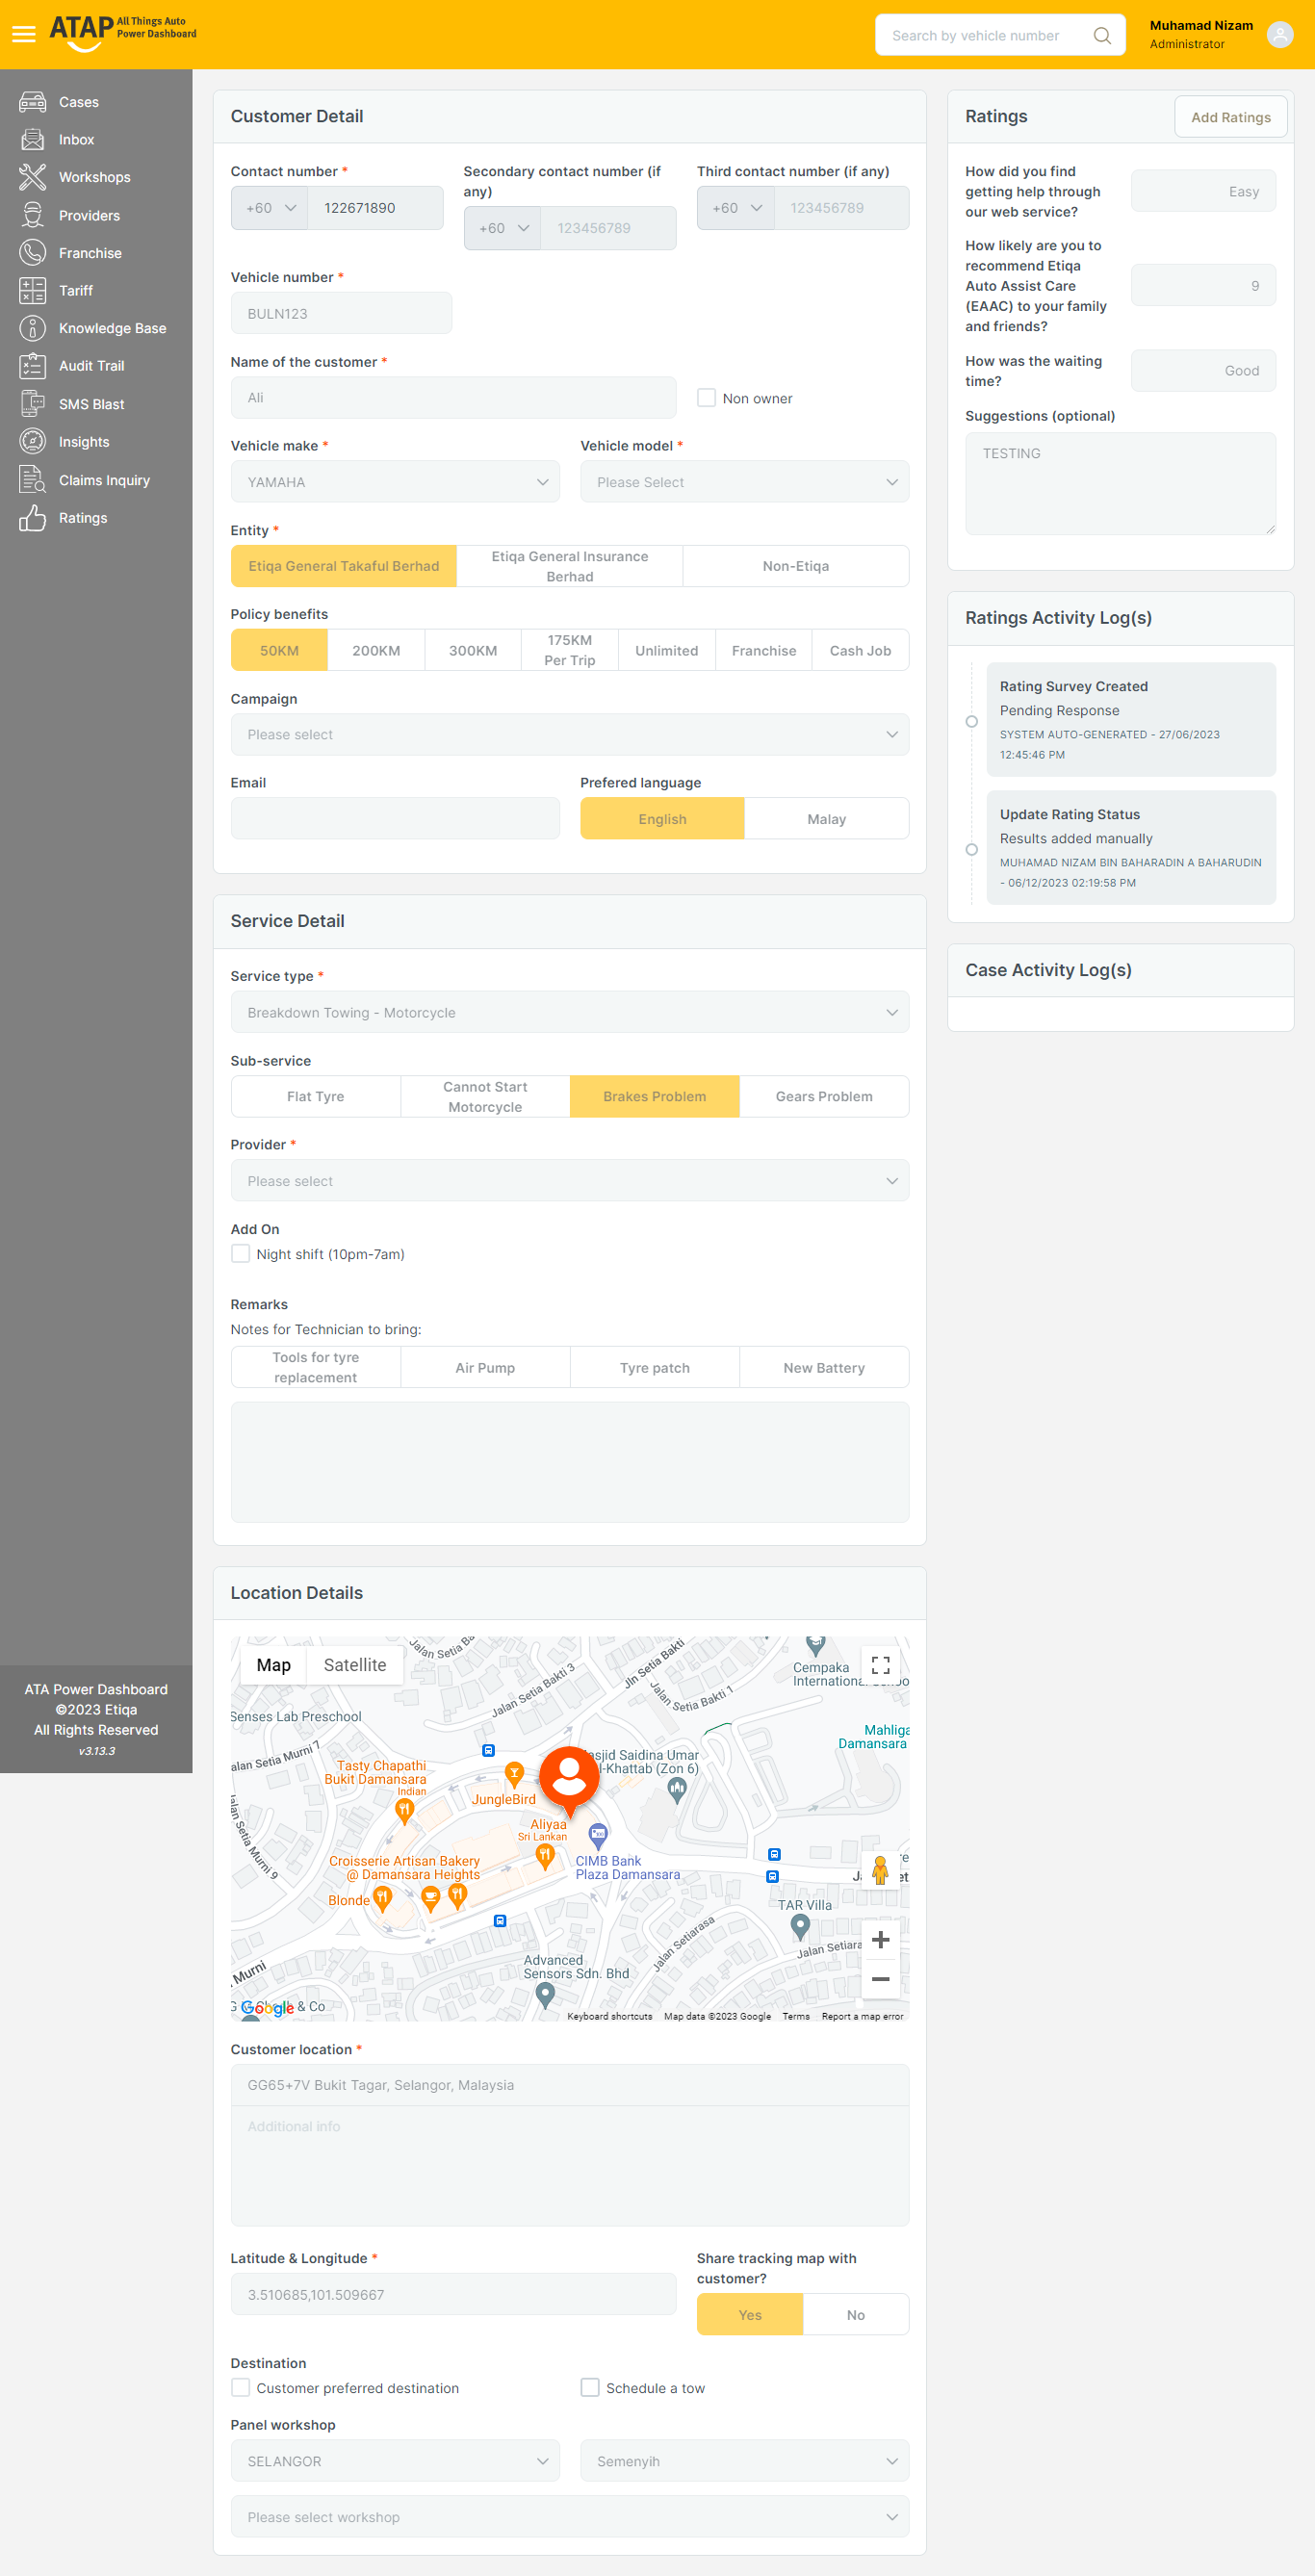 ATAP All Things Auto
Power Dashboard
Search by vehicle number
Muhamad Nizam
Administrator
Cases
Inbox
Workshops
Providers
Franchise
Tariff
Knowledge Base
Audit Trail
SMS Blast
Insights
Claims Inquiry
Ratings
ATA Power Dashboard
©2023 Etiqa
All Rights Reserved
v3.13.3
Customer Detail
Contact number *
+60 122671890
Secondary contact number (if
any)
+60 123456789
Third contact number (if any)
+60 123456789
Vehicle number *
BULN123
Name of the customer *
Ali
Non owner
Vehicle make *
YAMAHA
Vehicle model *
Please Select
Entity *
Etiqa General Takaful Berhad
Etiqa General Insurance
Berhad
Non-Etiqa
Policy benefits
50KM
200KM
300KM
175KM
Per Trip
Unlimited
Franchise
Cash Job
Campaign
Please select
Email
Prefered language
English
Malay
Service Detail
Service type *
Breakdown Towing - Motorcycle
Sub-service
Flat Tyre
Cannot Start
Motorcycle
Brakes Problem
Gears Problem
Provider *
Please select
Add On
Night shift (10pm-7am)
Remarks
Notes for Technician to bring:
Tools for tyre
replacement
Air Pump
Tyre patch
New Battery
Location Details
Map
Satellite
Jalan Setia Bakti 3
Jln Setia Bakti
Jalan Setia Bakti 1
Cempaka
International
Senses Lab Preschool
Jalan Setia Murni 7
Mahliga
Damansara
Tasty Chapathi
Bukit Damansara
Indian
JungleBird
Saidina Umar
Al-Khattab (Zon 6)
Aliyaa
Sri Lankan
Murni 9
Croisserie Artisan Bakery
@ Damansara Heights
CIMB Bank
Plaza Damansara
Blonde
TAR Villa
Jalan Setiarasa
Advanced
Sensors Sdn. Bhd
Murni
& Co
Google
Keyboard shortcuts
Map data ©2023 Google
Terms
Report a map error
Customer location *
GG65+7V Bukit Tagar, Selangor, Malaysia
Additional info
Latitude & Longitude *
3.510685,101.509667
Share tracking map with
customer?
Yes
No
Destination
Customer preferred destination
Schedule a tow
Panel workshop
SELANGOR
Semenyih
Please select workshop
Ratings
Add Ratings
How did you find
getting help through
our web service?
Easy
How likely are you to
recommend Etiqa
Auto Assist Care
(EAAC) to your family
and friends?
9
How was the waiting
time?
Good
Suggestions (optional)
TESTING
Ratings Activity Log(s)
Rating Survey Created
Pending Response
SYSTEM AUTO-GENERATED - 27/06/2023
12:45:46 PM
Update Rating Status
Results added manually
MUHAMAD NIZAM BIN BAHARADIN A BAHARUDIN
- 06/12/2023 02:19:58 PM
Case Activity Log(s)